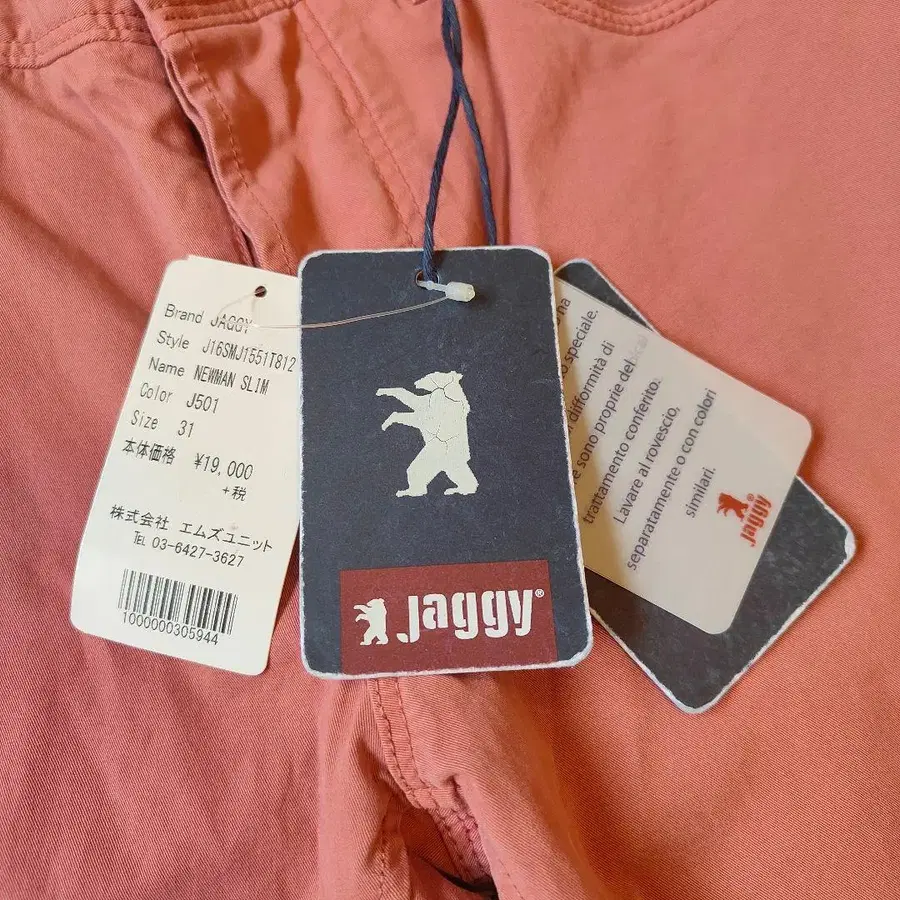 Brand JAGGY
Style J16SMJ1551T812
Name NEWMAN SLIM
Color J501
Size 31
本体価格 ¥19,000
+税
株式会社 エムズユニット
TEL 03-6427-3627
1000000305944
jaggy®
ha
speciale.
difformità di
sono proprie del
trattamento conferito.
Lavare al rovescio,
separatamente o con colori
similari.
jaggy